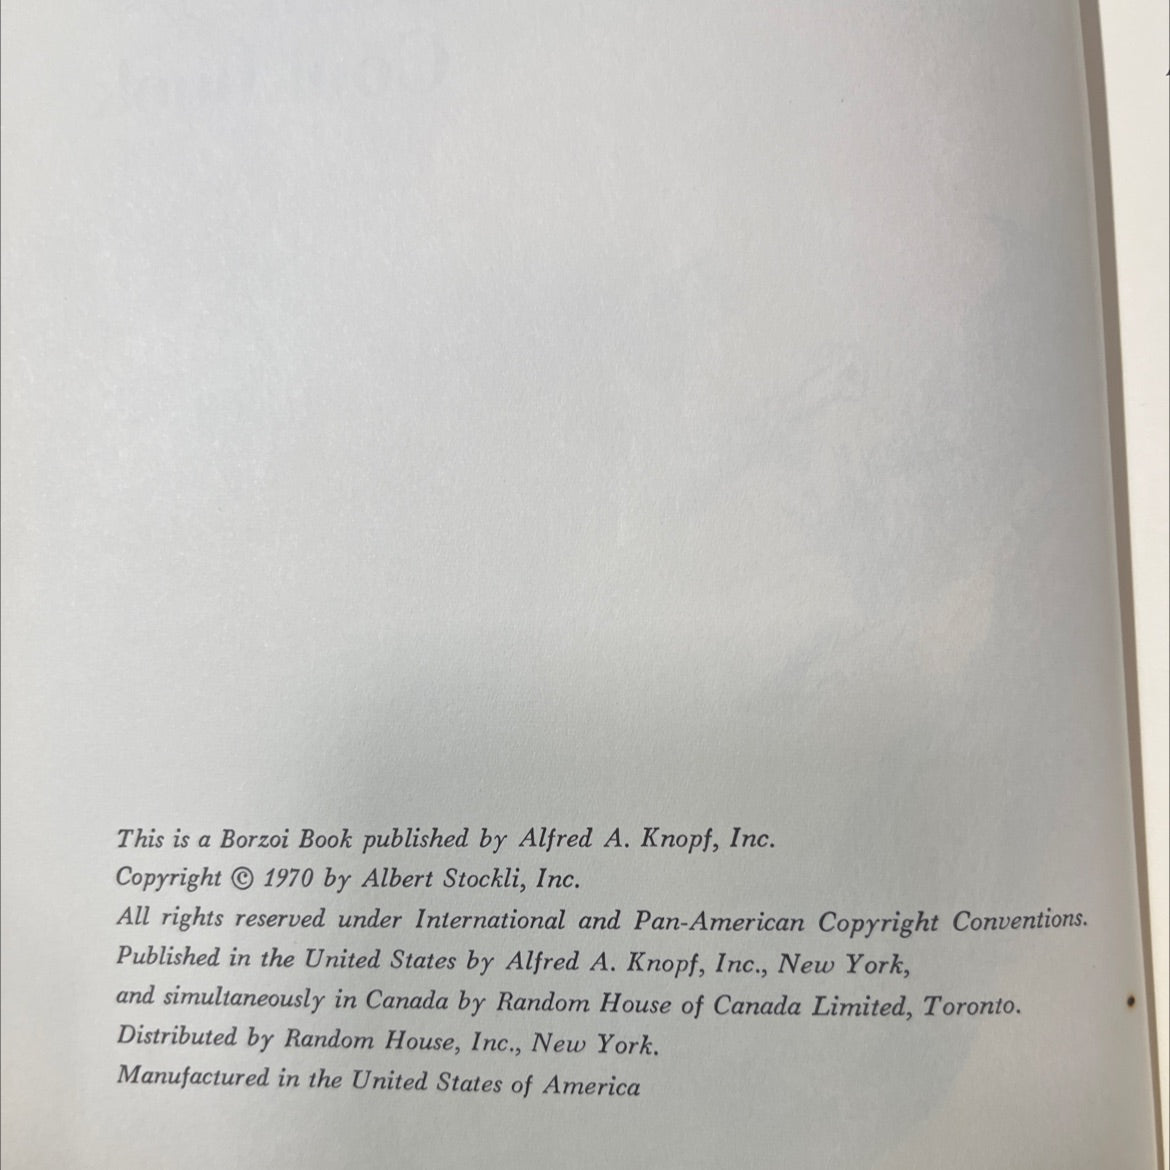 This is a Borzoi Book published by Alfred A. Knopf, Inc.
Copyright © 1970 by Albert Stockli, Inc.
All rights reserved under International and Pan-American Copyright Conventions.
Published in the United States by Alfred A. Knopf, Inc., New York,
and simultaneously in Canada by Random House of Canada Limited, Toronto.
Distributed by Random House, Inc., New York.
Manufactured in the United States of America